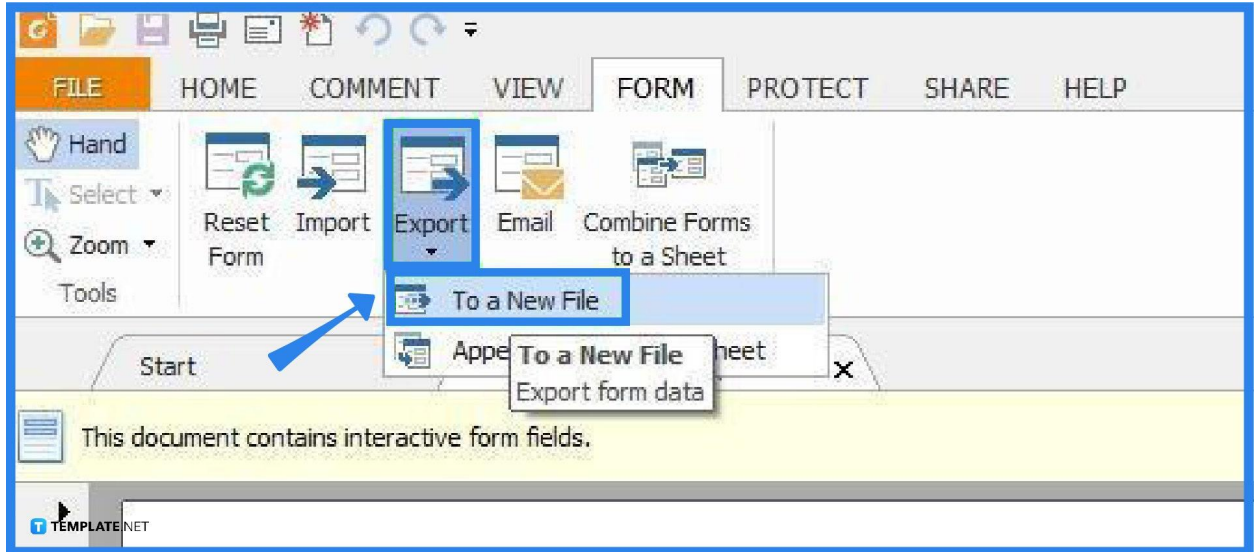 FILE HOME COMMENT VIEW FORM PROTECT SHARE HELP
Hand
Select
Zoom
Tools
Reset Form
Import
Export
Email
Combine Forms
to a Sheet
To a New File
To a New File
Export form data
Start
This document contains interactive form fields.
T TEMPLATE.NET